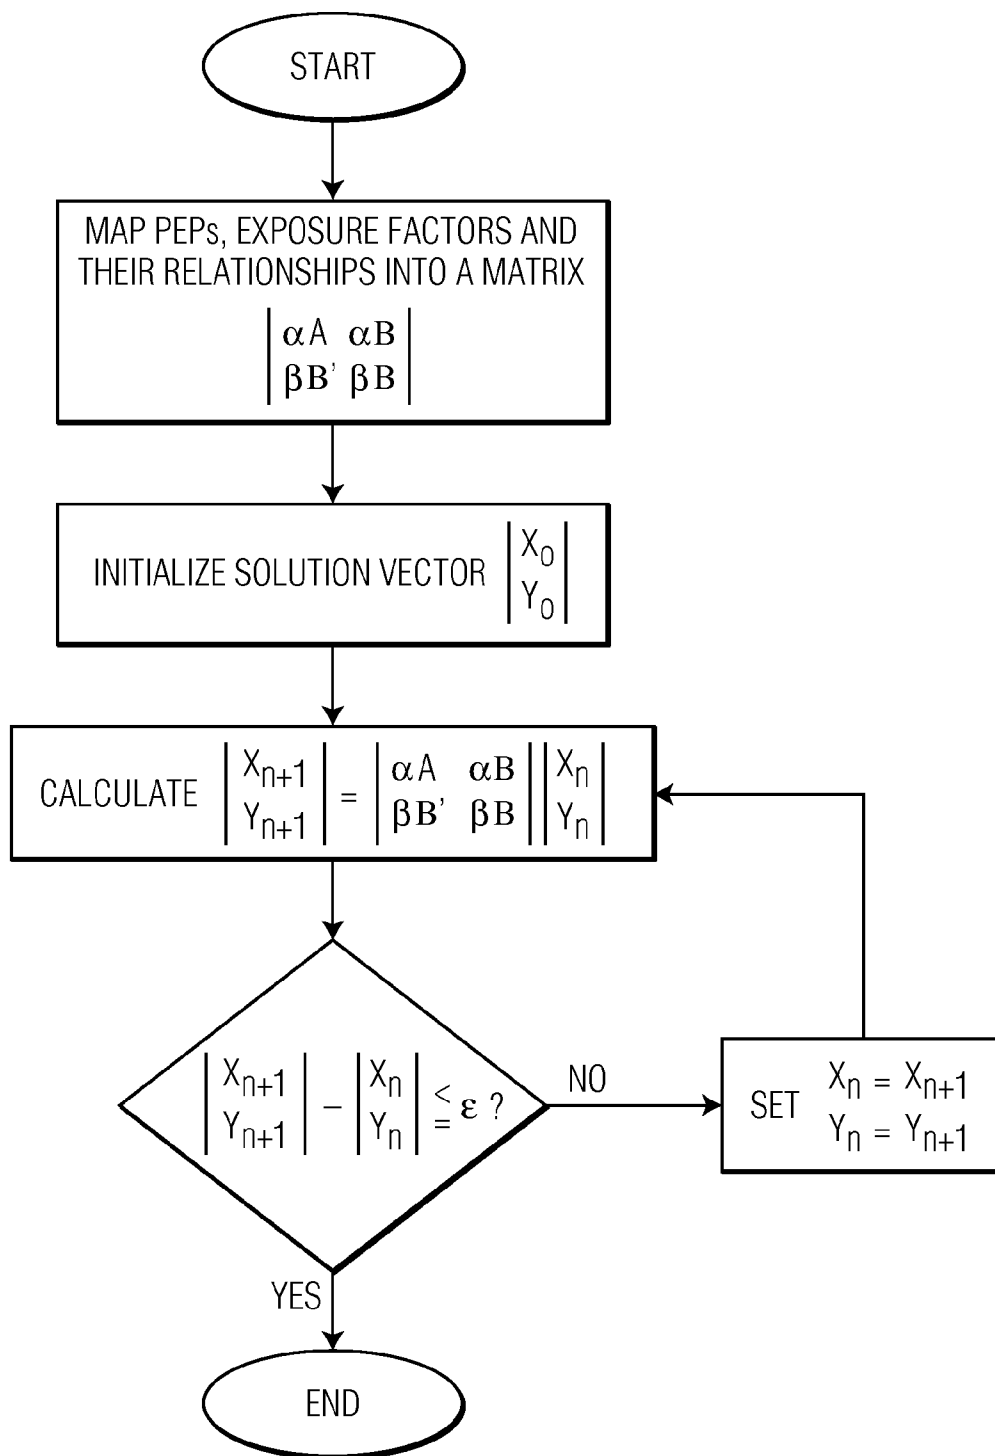 START
MAP PEPs, EXPOSURE FACTORS AND
THEIR RELATIONSHIPS INTO A MATRIX
| αA αB |
| βB' βB |
INITIALIZE SOLUTION VECTOR | X₀ |
| Y₀ |
CALCULATE | Xₙ₊₁ | = | αA αB | | Xₙ |
| Yₙ₊₁ | | βB' βB | | Yₙ |
| Xₙ₊₁ | − | Xₙ | ≤ ε ?
| Yₙ₊₁ | | Yₙ |
NO
SET Xₙ = Xₙ₊₁
Yₙ = Yₙ₊₁
YES
END